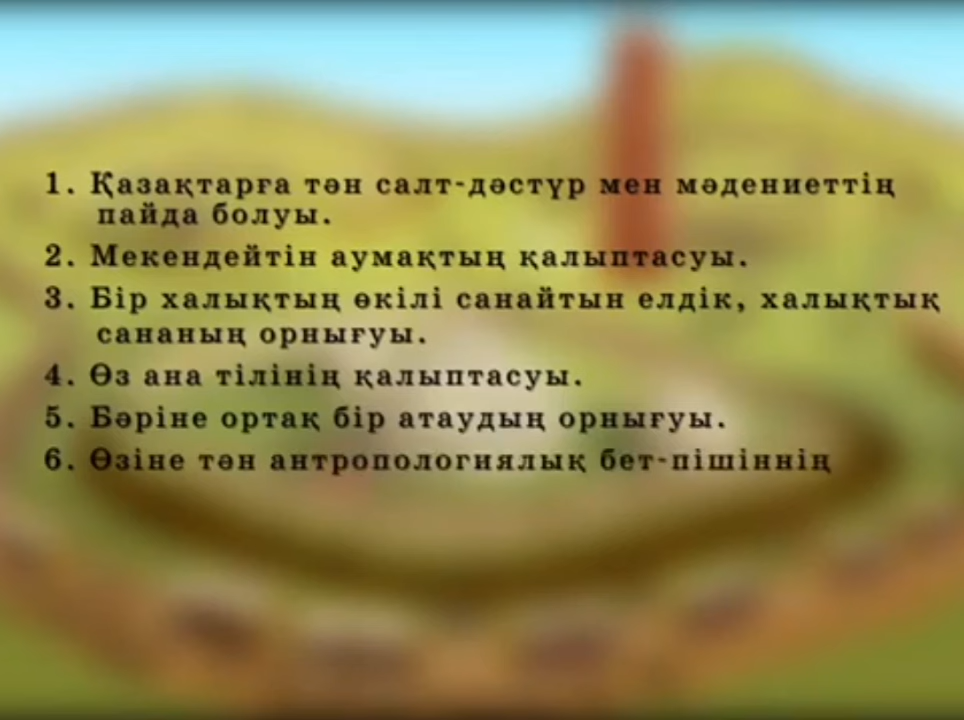 1. Қазақтарға тән салт-дәстүр мен мәдениеттің
пайда болуы.
2. Мекендейтін аумақтың қалыптасуы.
3. Бір халықтың өкілі санайтын елдік, халықтық
сананың орнығуы.
4. Өз ана тілінің қалыптасуы.
5. Бәріне ортақ бір атаудың орнығуы.
6. Өзіне тән антропологиялық бет-пішіннің